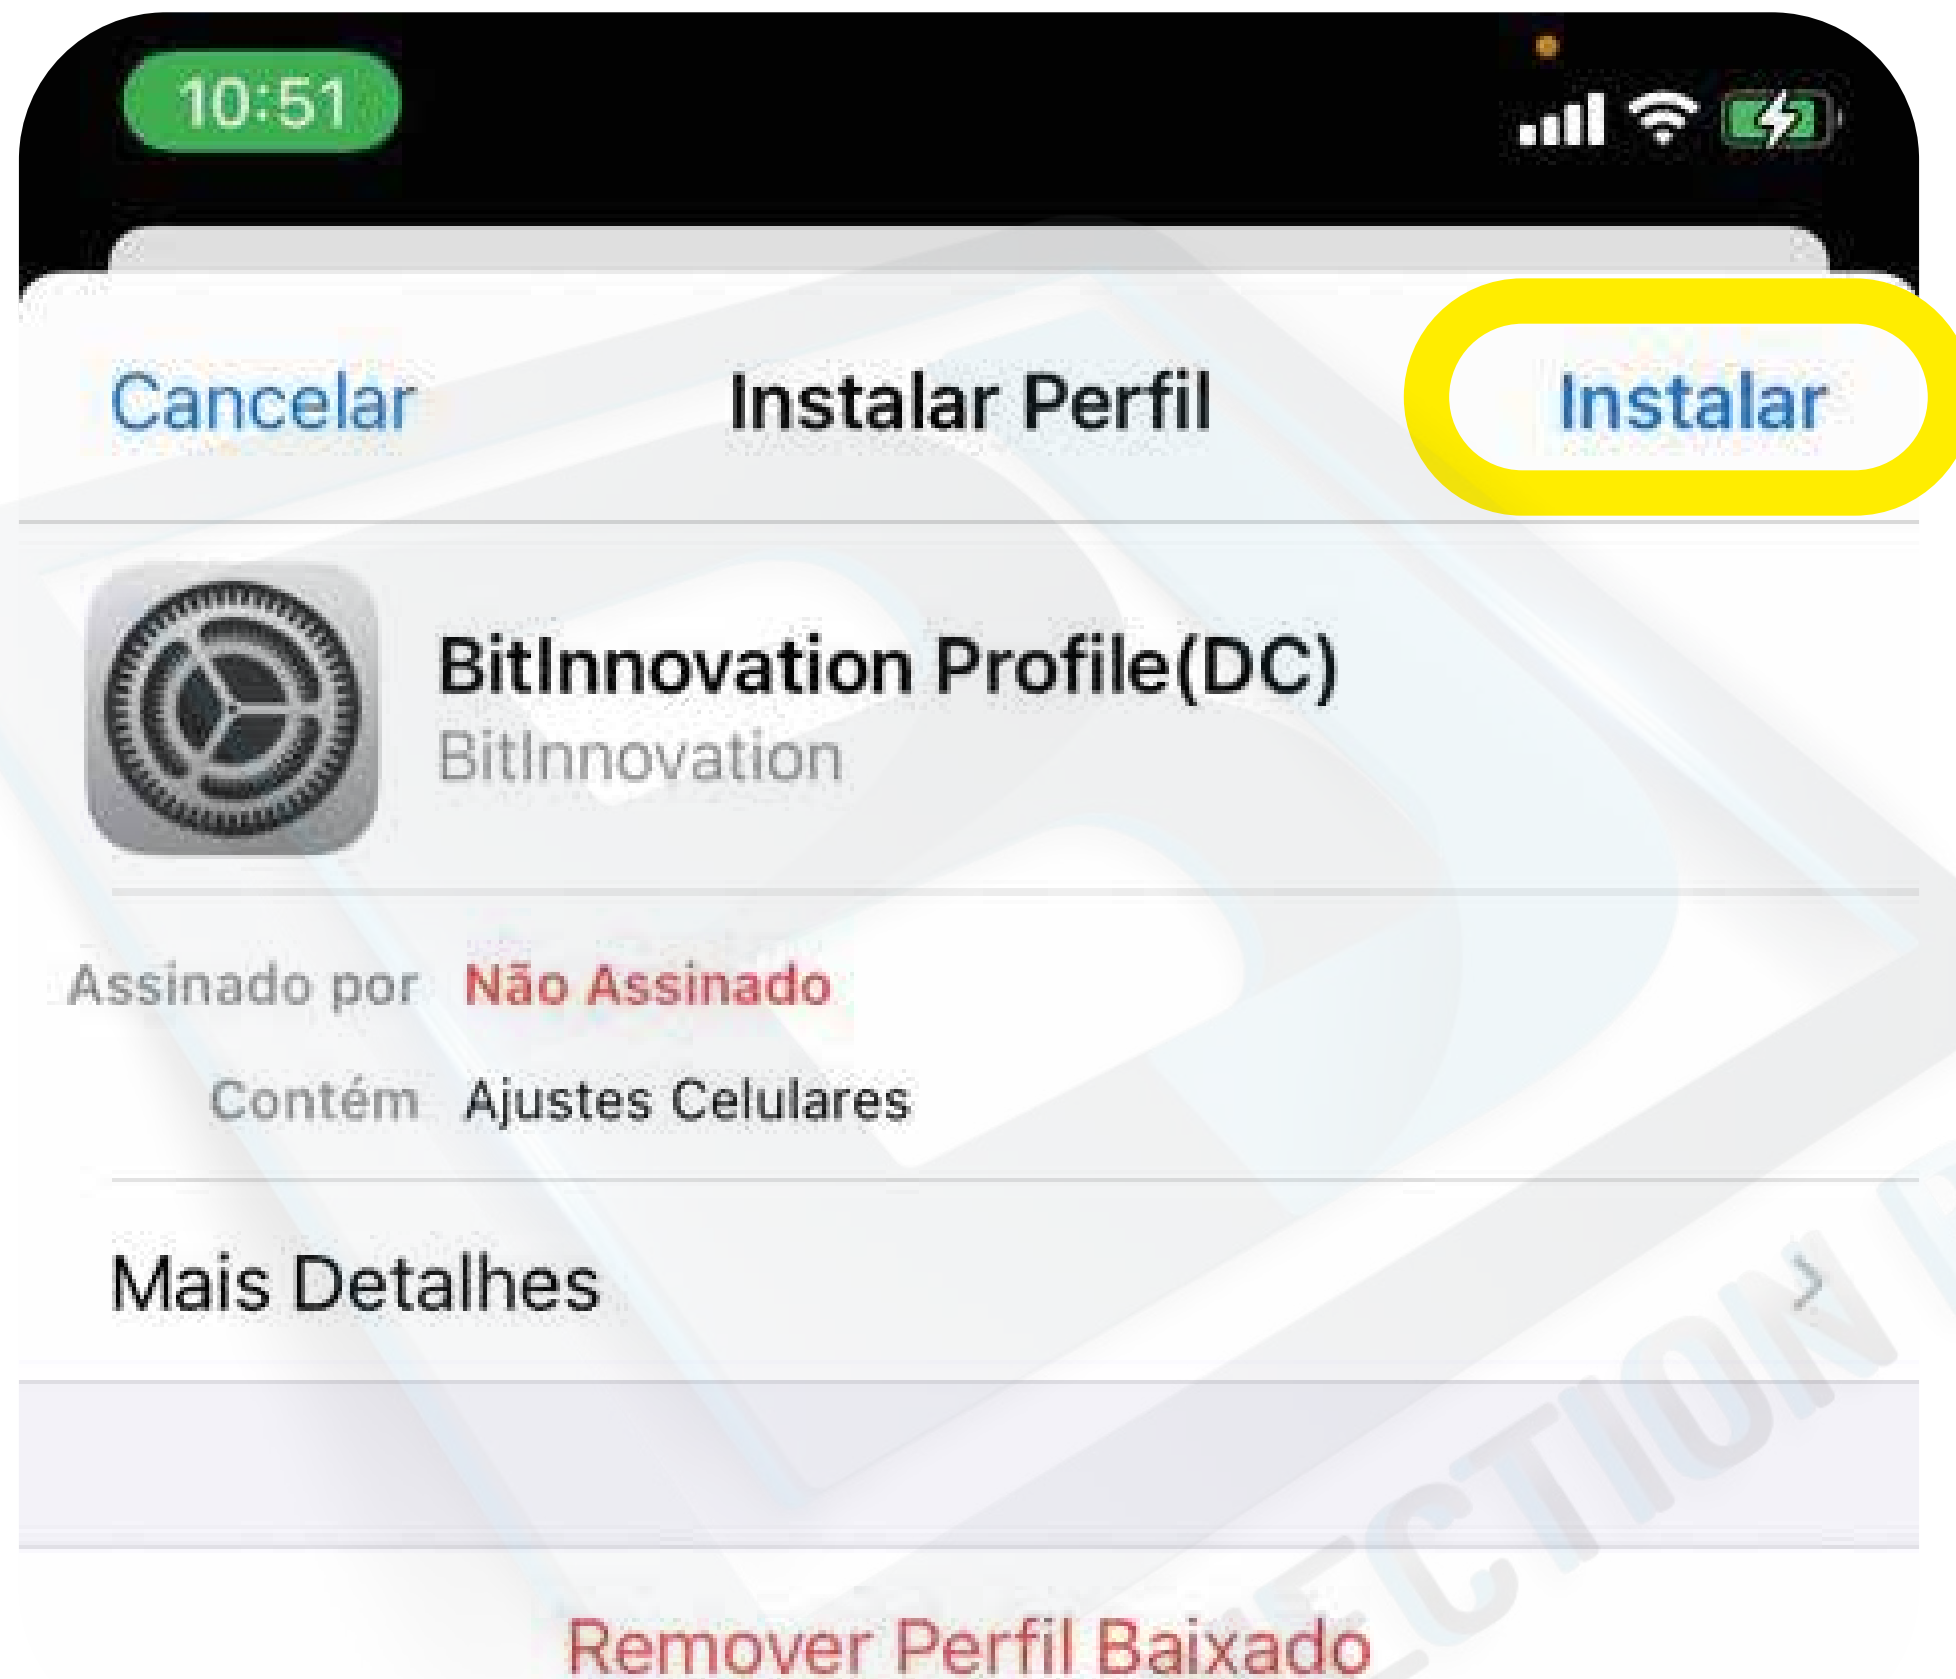 10:51
Cancelar Instalar Perfil Instalar
BitInnovation Profile(DC)
BitInnovation
Assinado por Não Assinado
Contém Ajustes Celulares
Mais Detalhes
Remover Perfil Baixado